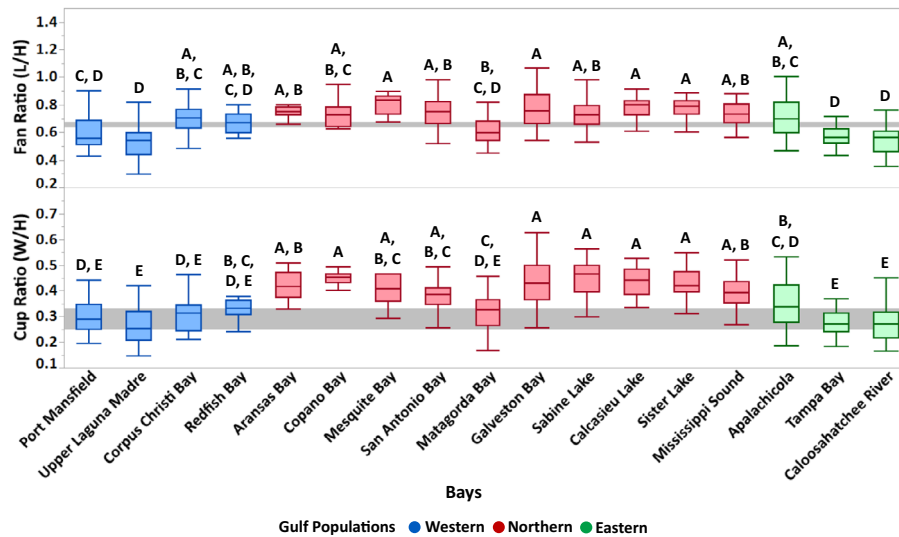 Fan Ratio (L/H)
1.4
1.2
1.0
0.8
0.6
0.4
0.2
C, D
D
A,
B, C
A, B,
C, D
A, B
A,
B, C
A
A, B
B,
C, D
A
A, B
A
A
A, B
A,
B, C
D
D
Cup Ratio (W/H)
0.7
0.6
0.5
0.4
0.3
0.2
0.1
D, E
E
D, E
B, C,
D, E
A, B
A
A,
B, C
A,
B, C
C,
D, E
A
A
A
A
A, B
B,
C, D
E
E
Port Mansfield
Upper Laguna Madre
Corpus Christi Bay
Redfish Bay
Aransas Bay
Copano Bay
Mesquite Bay
San Antonio Bay
Matagorda Bay
Galveston Bay
Sabine Lake
Calcasieu Lake
Sister Lake
Mississippi Sound
Apalachicola
Tampa Bay
Caloosahatchee River
Bays
Gulf Populations Western Northern Eastern